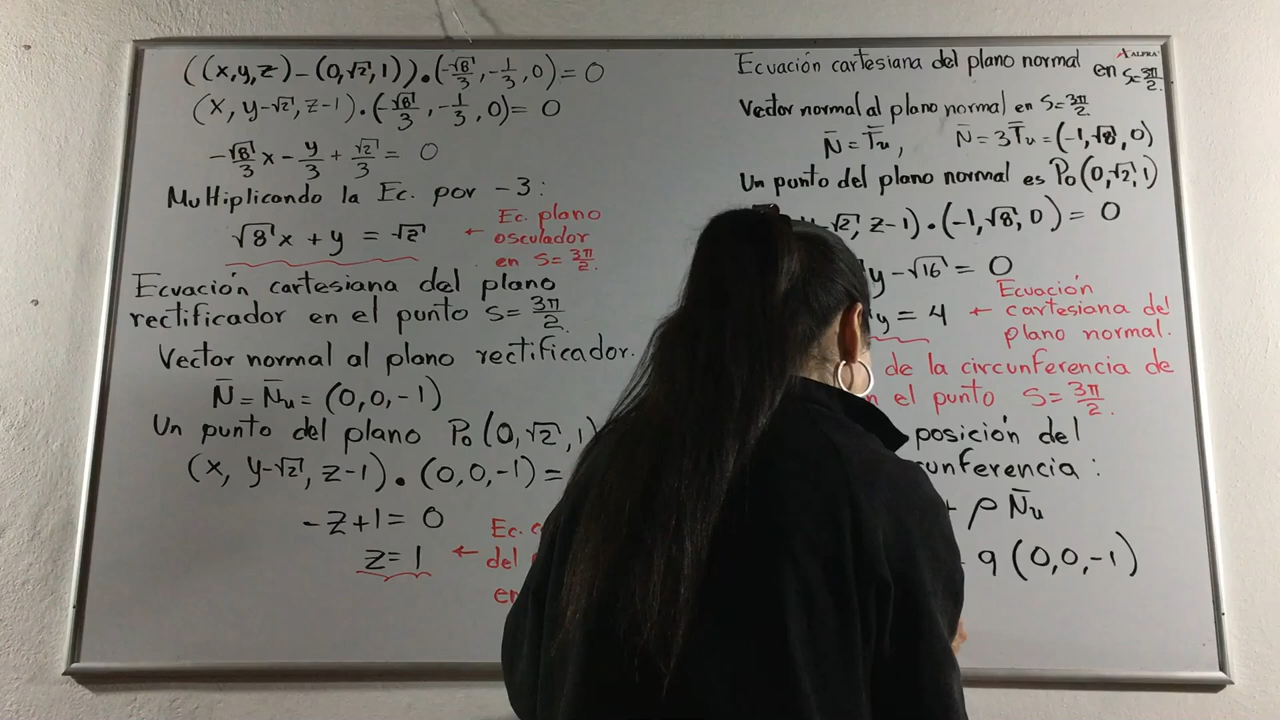 ((x,y,z)-(0,√2,1)).(-√8/3,-1/3,0)=0
(x, y-√2, z-1).(-√8/3,-1/3,0)=0
-√8/3 x - y/3 + √2/3 = 0
Multiplicando la Ec. por -3:
√8 x + y = √2
← Ec. plano
osculador
en S=3π/2.
Ecuación cartesiana del plano
rectificador en el punto S=3π/2.
Vector normal al plano rectificador.
N̄=N̄u=(0,0,-1)
Un punto del plano P₀(0,√2,1)
(x, y-√2, z-1).(0,0,-1)=
-z+1=0
z=1
← Ec.
del
ALFRA
Ecuación cartesiana del plano normal
en S=3π/2.
Vector normal al plano normal en S=3π/2
N̄=T̄u, N̄=3T̄u=(-1,√8,0)
Un punto del plano normal es P₀(0,√2,1)
-√2, z-1).(-1,√8,0)=0
y-√16=0
y=4
← Ecuación
cartesiana del
plano normal.
de la circunferencia de
el punto S=3π/2.
posición del
:
ρN̄u
9(0,0,-1)